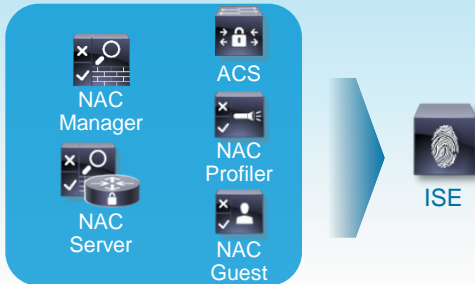 NAC
Manager
NAC
Server
ACS
NAC
Profiler
NAC
Guest
ISE